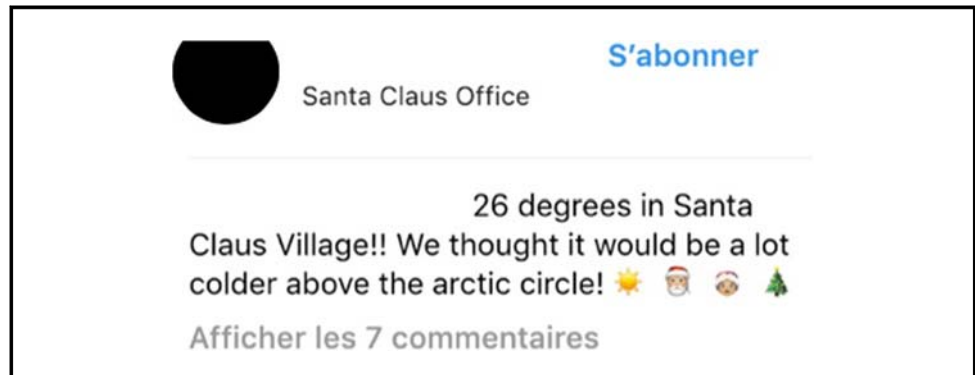 S’abonner
Santa Claus Office
26 degrees in Santa
Claus Village!! We thought it would be a lot
colder above the arctic circle! ☀️ 🎅🏼 🤶🏼 🎄
Afficher les 7 commentaires